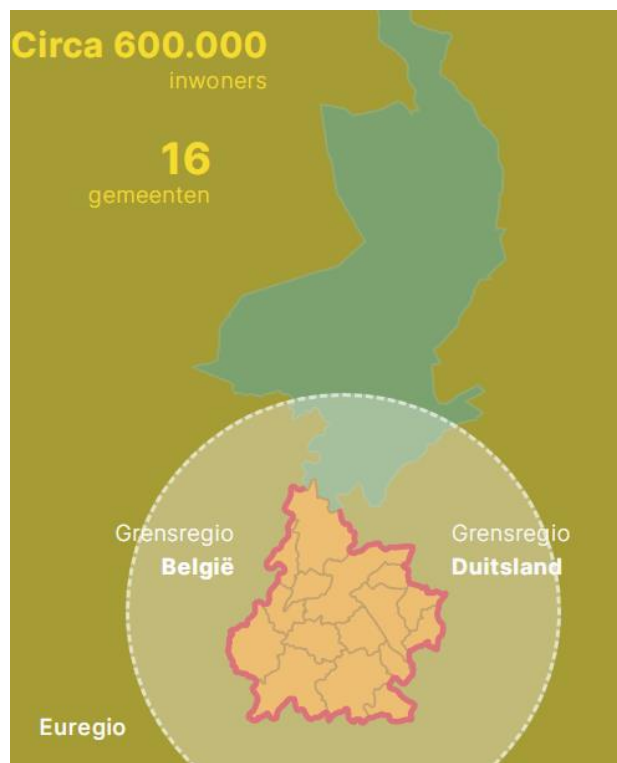 Circa 600.000
inwoners
16
gemeenten
Grensregio
België
Grensregio
Duitsland
Euregio